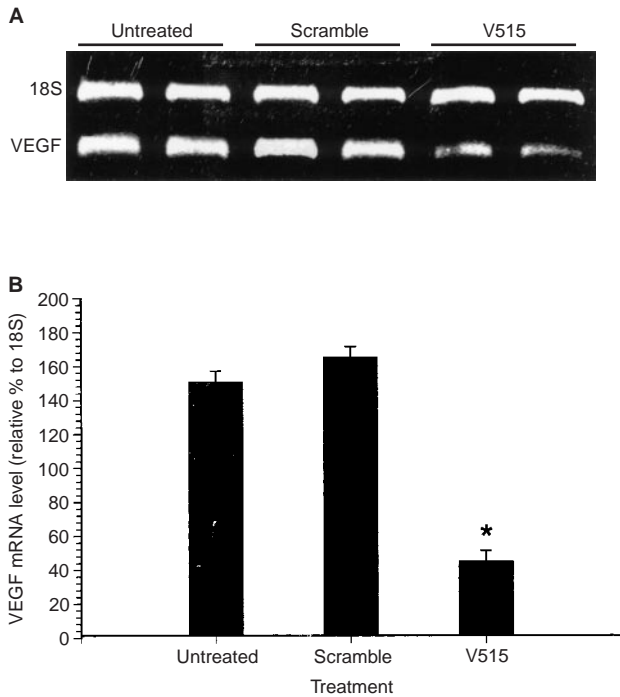 A
Untreated Scramble V515
18S
VEGF
B
VEGF mRNA level (relative % to 18S)
200
180
160
140
120
100
80
60
40
20
0
*
Untreated Scramble V515
Treatment